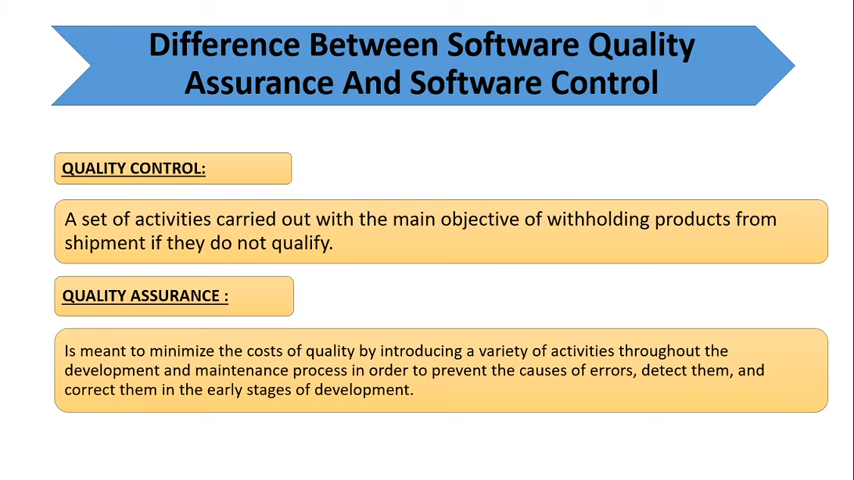 Difference Between Software Quality
Assurance And Software Control
QUALITY CONTROL:
A set of activities carried out with the main objective of withholding products from
shipment if they do not qualify.
QUALITY ASSURANCE :
Is meant to minimize the costs of quality by introducing a variety of activities throughout the
development and maintenance process in order to prevent the causes of errors, detect them, and
correct them in the early stages of development.